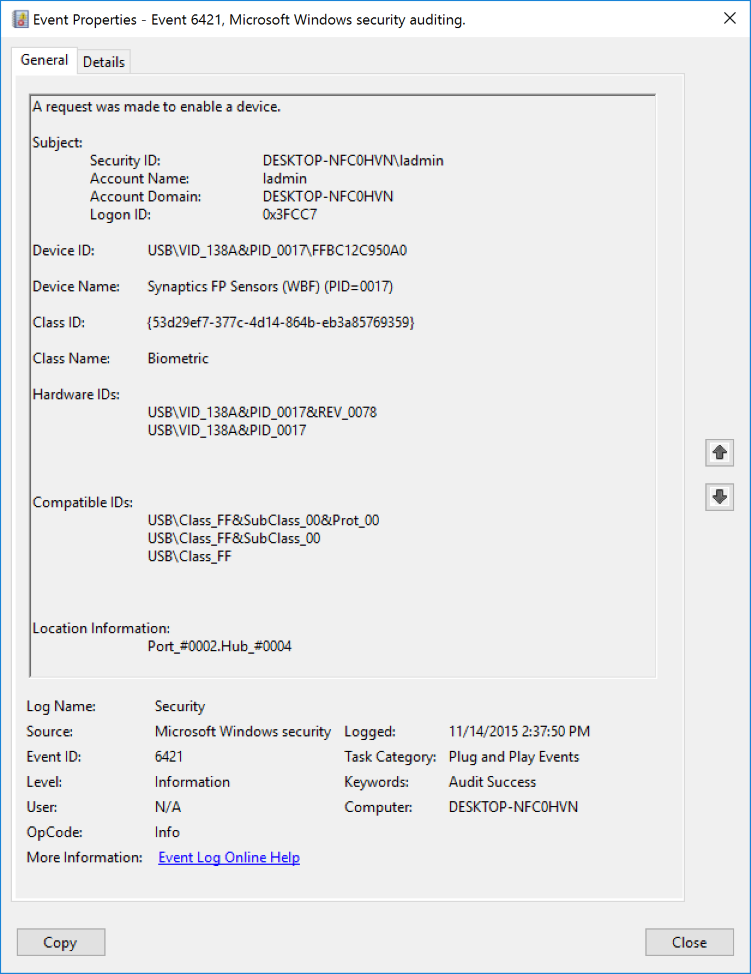 Event Properties - Event 6421, Microsoft Windows security auditing.
General Details
A request was made to enable a device.
Subject:
Security ID: DESKTOP-NFC0HVN\ladmin
Account Name: ladmin
Account Domain: DESKTOP-NFC0HVN
Logon ID: 0x3FCC7
Device ID: USB\VID_138A&PID_0017\FFBC12C950A0
Device Name: Synaptics FP Sensors (WBF) (PID=0017)
Class ID: {53d29ef7-377c-4d14-864b-eb3a85769359}
Class Name: Biometric
Hardware IDs:
USB\VID_138A&PID_0017&REV_0078
USB\VID_138A&PID_0017
Compatible IDs:
USB\Class_FF&SubClass_00&Prot_00
USB\Class_FF&SubClass_00
USB\Class_FF
Location Information:
Port_#0002.Hub_#0004
Log Name: Security
Source: Microsoft Windows security Logged: 11/14/2015 2:37:50 PM
Event ID: 6421 Task Category: Plug and Play Events
Level: Information Keywords: Audit Success
User: N/A Computer: DESKTOP-NFC0HVN
OpCode: Info
More Information: Event Log Online Help
Copy Close